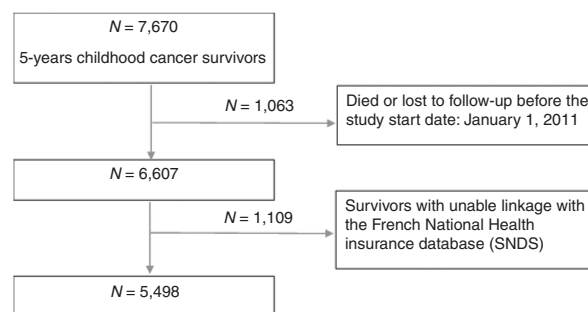 N = 7,670
5-years childhood cancer survivors
N = 1,063
Died or lost to follow-up before the
study start date: January 1, 2011
N = 6,607
N = 1,109
Survivors with unable linkage with
the French National Health
insurance database (SNDS)
N = 5,498